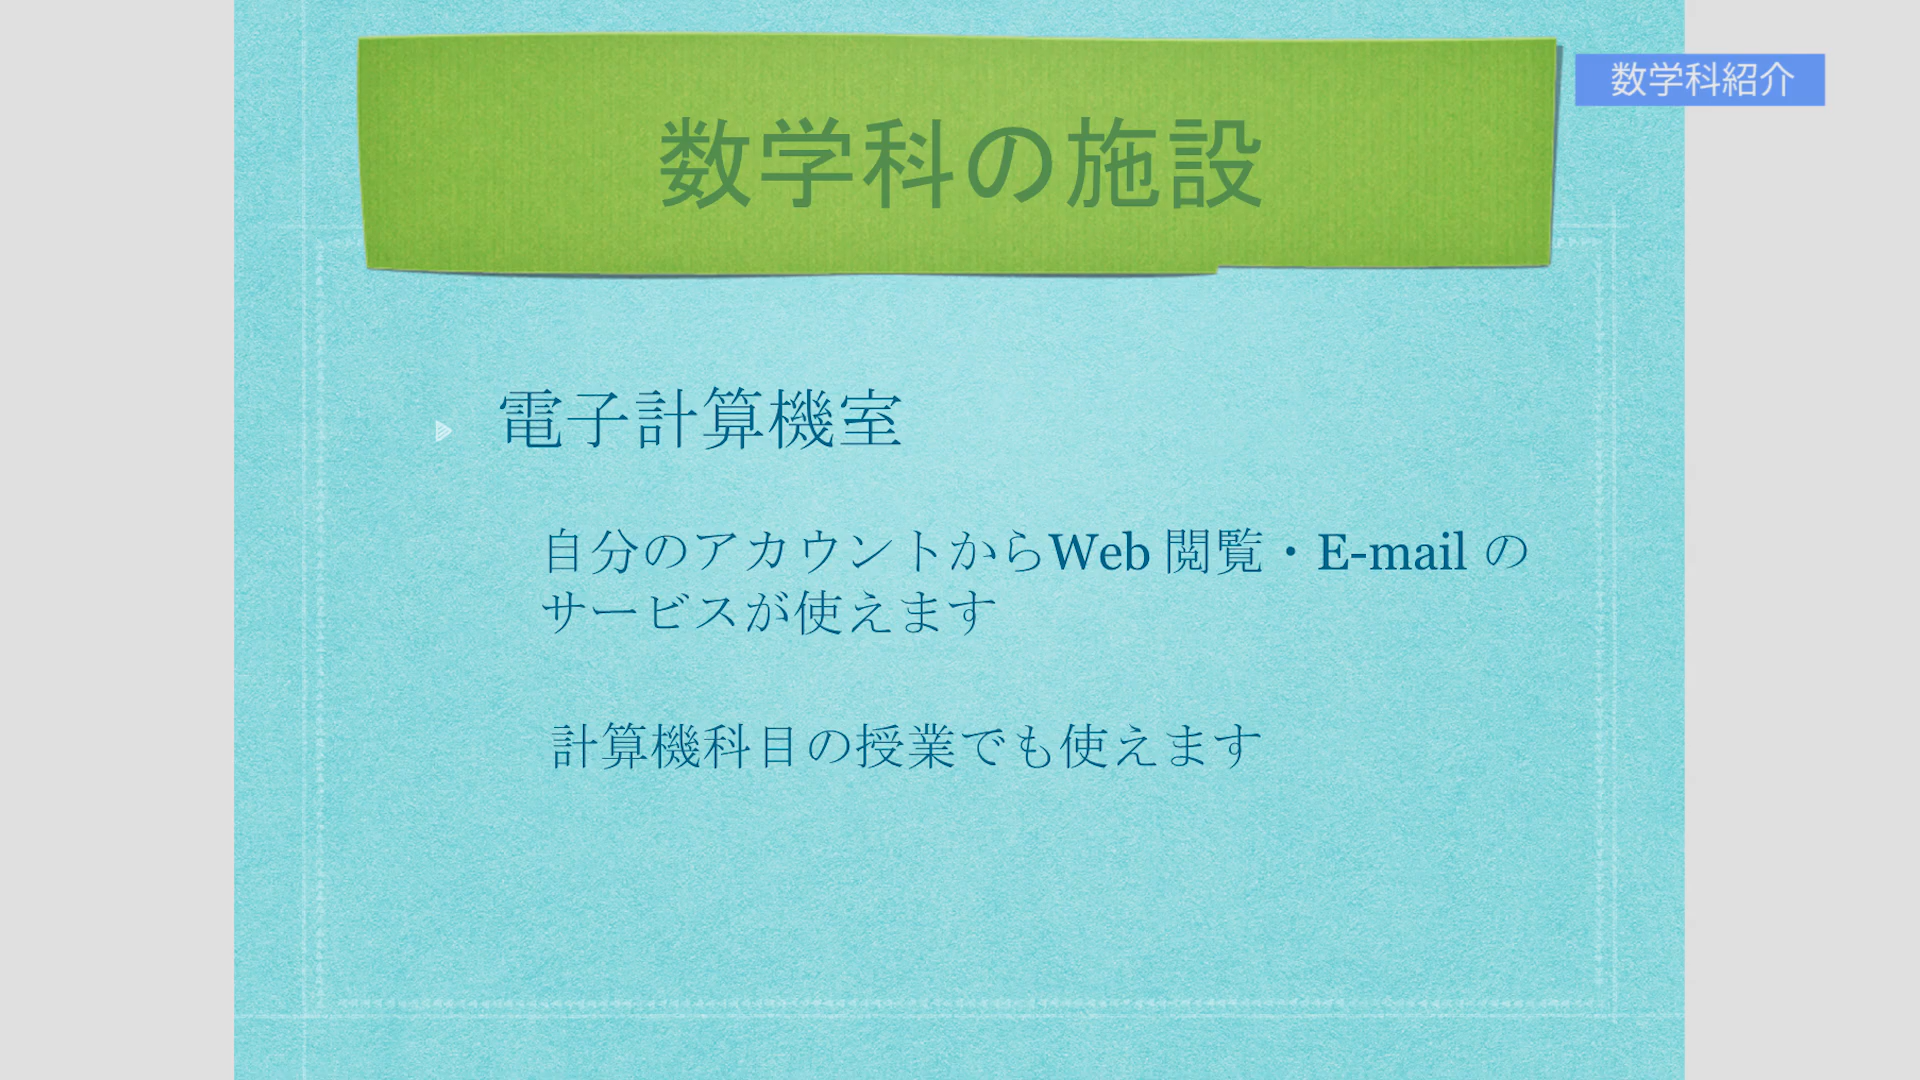 数学科紹介
数学科の施設
電子計算機室
自分のアカウントからWeb 閲覧・E-mail の
サービスが使えます
計算機科目の授業でも使えます